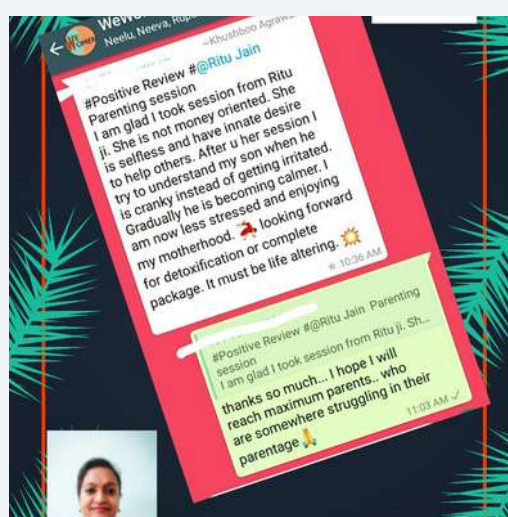 WE WOMEN
WeWo
Neelu, Neeva, Rup
~Khushboo Agrawa
#Positive Review #@Ritu Jain
Parenting session
I am glad I took session from Ritu
ji. She is not money oriented. She
is selfless and have innate desire
to help others. After u her session I
try to understand my son when he
is cranky instead of getting irritated.
Gradually he is becoming calmer. I
am now less stressed and enjoying
my motherhood. 💃 looking forward
for detoxification or complete
package. It must be life altering. 💥
★ 10:36 AM
#Positive Review #@Ritu Jain Parenting
session
I am glad I took session from Ritu ji. Sh...
thanks so much... I hope I will
reach maximum parents.. who
are somewhere struggling in their
parentage 🙏
11:03 AM ✓